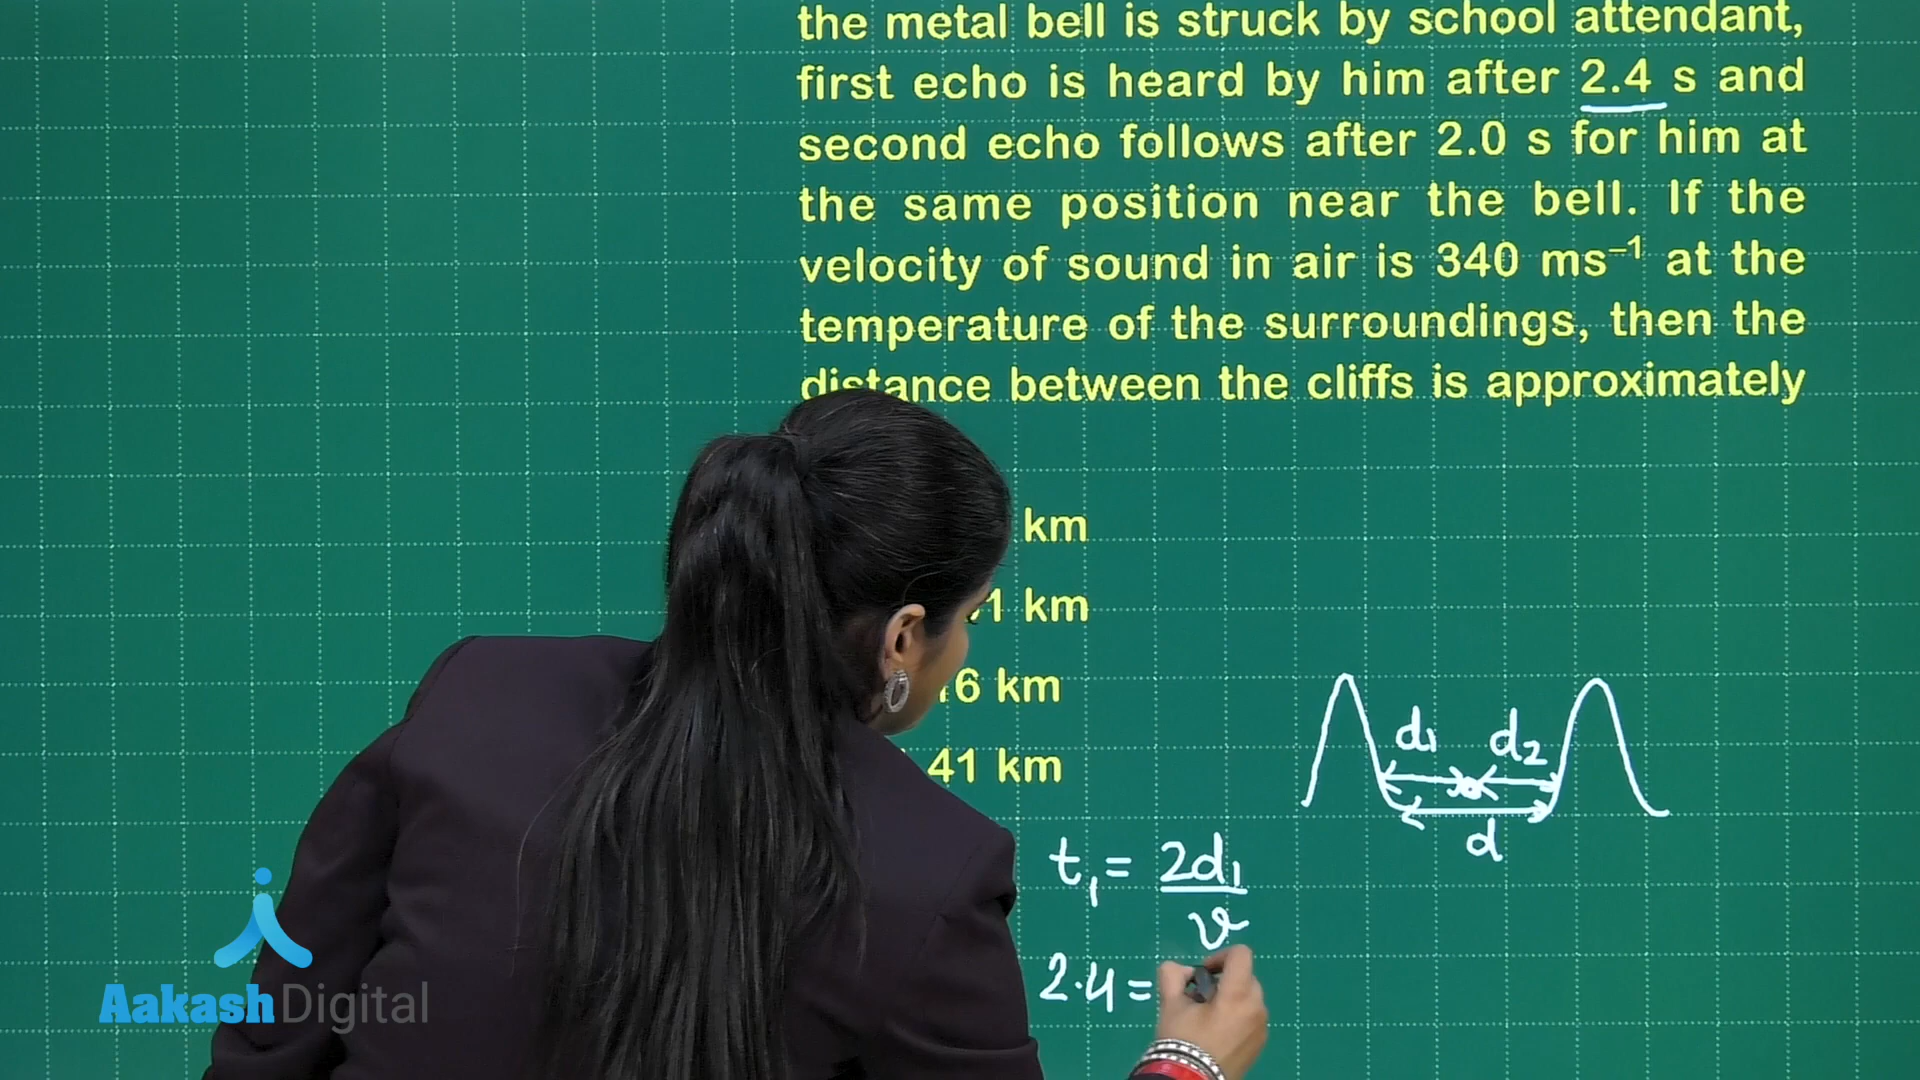 the metal bell is struck by school attendant,
first echo is heard by him after 2.4 s and
second echo follows after 2.0 s for him at
the same position near the bell. If the
velocity of sound in air is 340 ms⁻¹ at the
temperature of the surroundings, then the
distance between the cliffs is approximately
km
1 km
6 km
41 km
d₁ d₂
d
t₁ = 2d₁
v
2.4 =
Aakash Digital